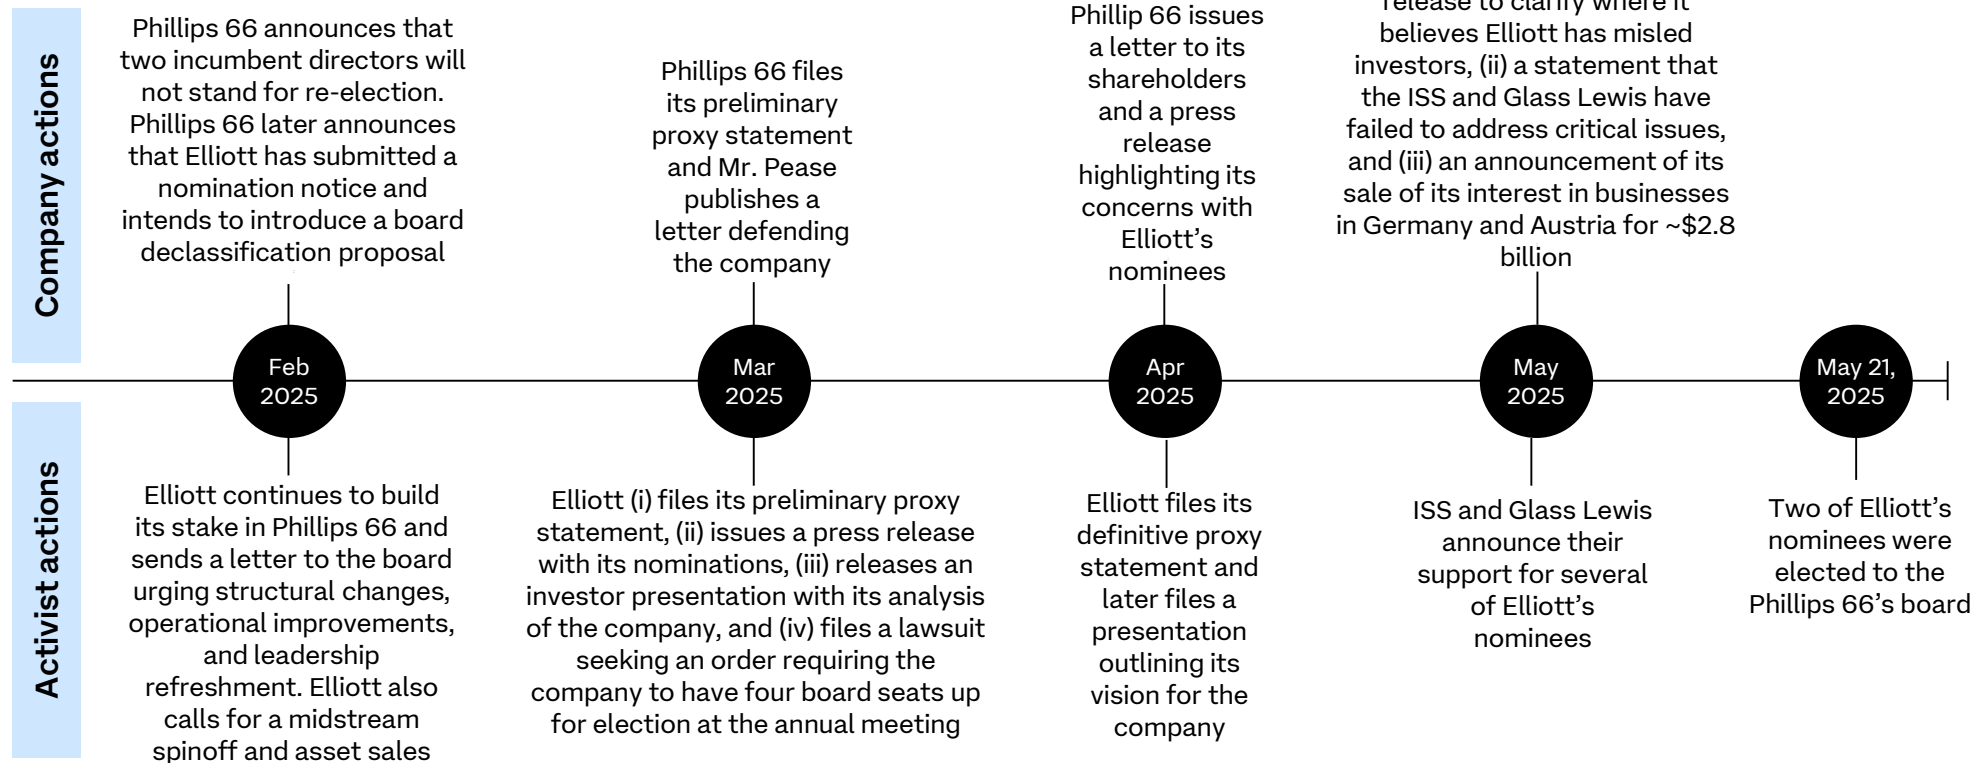 Company actions
Phillips 66 announces that
two incumbent directors will
not stand for re-election.
Phillips 66 later announces
that Elliott has submitted a
nomination notice and
intends to introduce a board
declassification proposal
Phillips 66 files
its preliminary
proxy statement
and Mr. Pease
publishes a
letter defending
the company
Phillip 66 issues
a letter to its
shareholders
and a press
release
highlighting its
concerns with
Elliott’s
nominees
release to clarify where it
believes Elliott has misled
investors, (ii) a statement that
the ISS and Glass Lewis have
failed to address critical issues,
and (iii) an announcement of its
sale of its interest in businesses
in Germany and Austria for ~$2.8
billion
Feb
2025
Mar
2025
Apr
2025
May
2025
May 21,
2025
Activist actions
Elliott continues to build
its stake in Phillips 66 and
sends a letter to the board
urging structural changes,
operational improvements,
and leadership
refreshment. Elliott also
calls for a midstream
spinoff and asset sales
Elliott (i) files its preliminary proxy
statement, (ii) issues a press release
with its nominations, (iii) releases an
investor presentation with its analysis
of the company, and (iv) files a lawsuit
seeking an order requiring the
company to have four board seats up
for election at the annual meeting
Elliott files its
definitive proxy
statement and
later files a
presentation
outlining its
vision for the
company
ISS and Glass Lewis
announce their
support for several
of Elliott’s
nominees
Two of Elliott’s
nominees were
elected to the
Phillips 66’s board